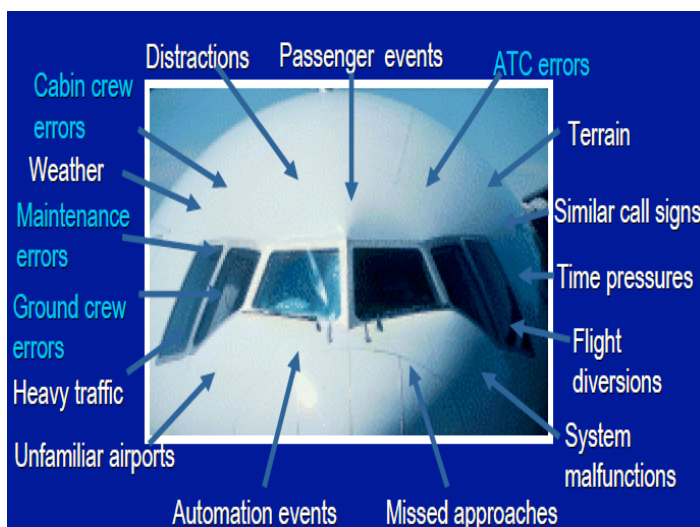 Distractions
Passenger events
ATC errors
Cabin crew
errors
Terrain
Weather
Similar call signs
Maintenance
errors
Time pressures
Ground crew
errors
Flight
diversions
Heavy traffic
System
malfunctions
Unfamiliar airports
Automation events
Missed approaches